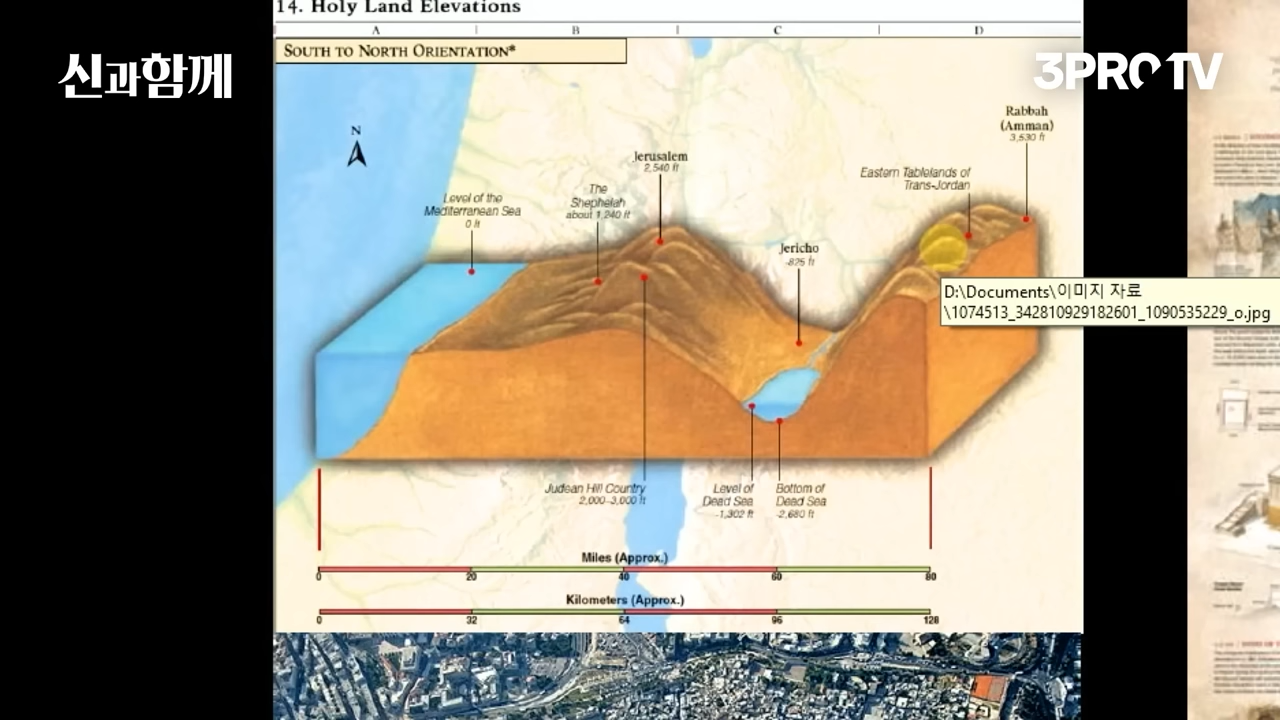 14. Holy Land Elevations
A
B
C
D
SOUTH TO NORTH ORIENTATION*
신과함께
3PROTV
N
Rabbah
(Amman)
3,530 ft
Jerusalem
2,540 ft
Eastern Tablelands of
Trans-Jordan
The
Shephelah
about 1,240 ft
Level of the
Mediterranean Sea
0 ft
Jericho
-825 ft
D:\Documents\이미지 자료
\1074513_342810929182601_1090535229_o.jpg
Judean Hill Country
2,000-3,000 ft
Level of
Dead Sea
-1,302 ft
Bottom of
Dead Sea
-2,680 ft
Miles (Approx.)
0
20
40
60
80
Kilometers (Approx.)
0
32
64
96
128